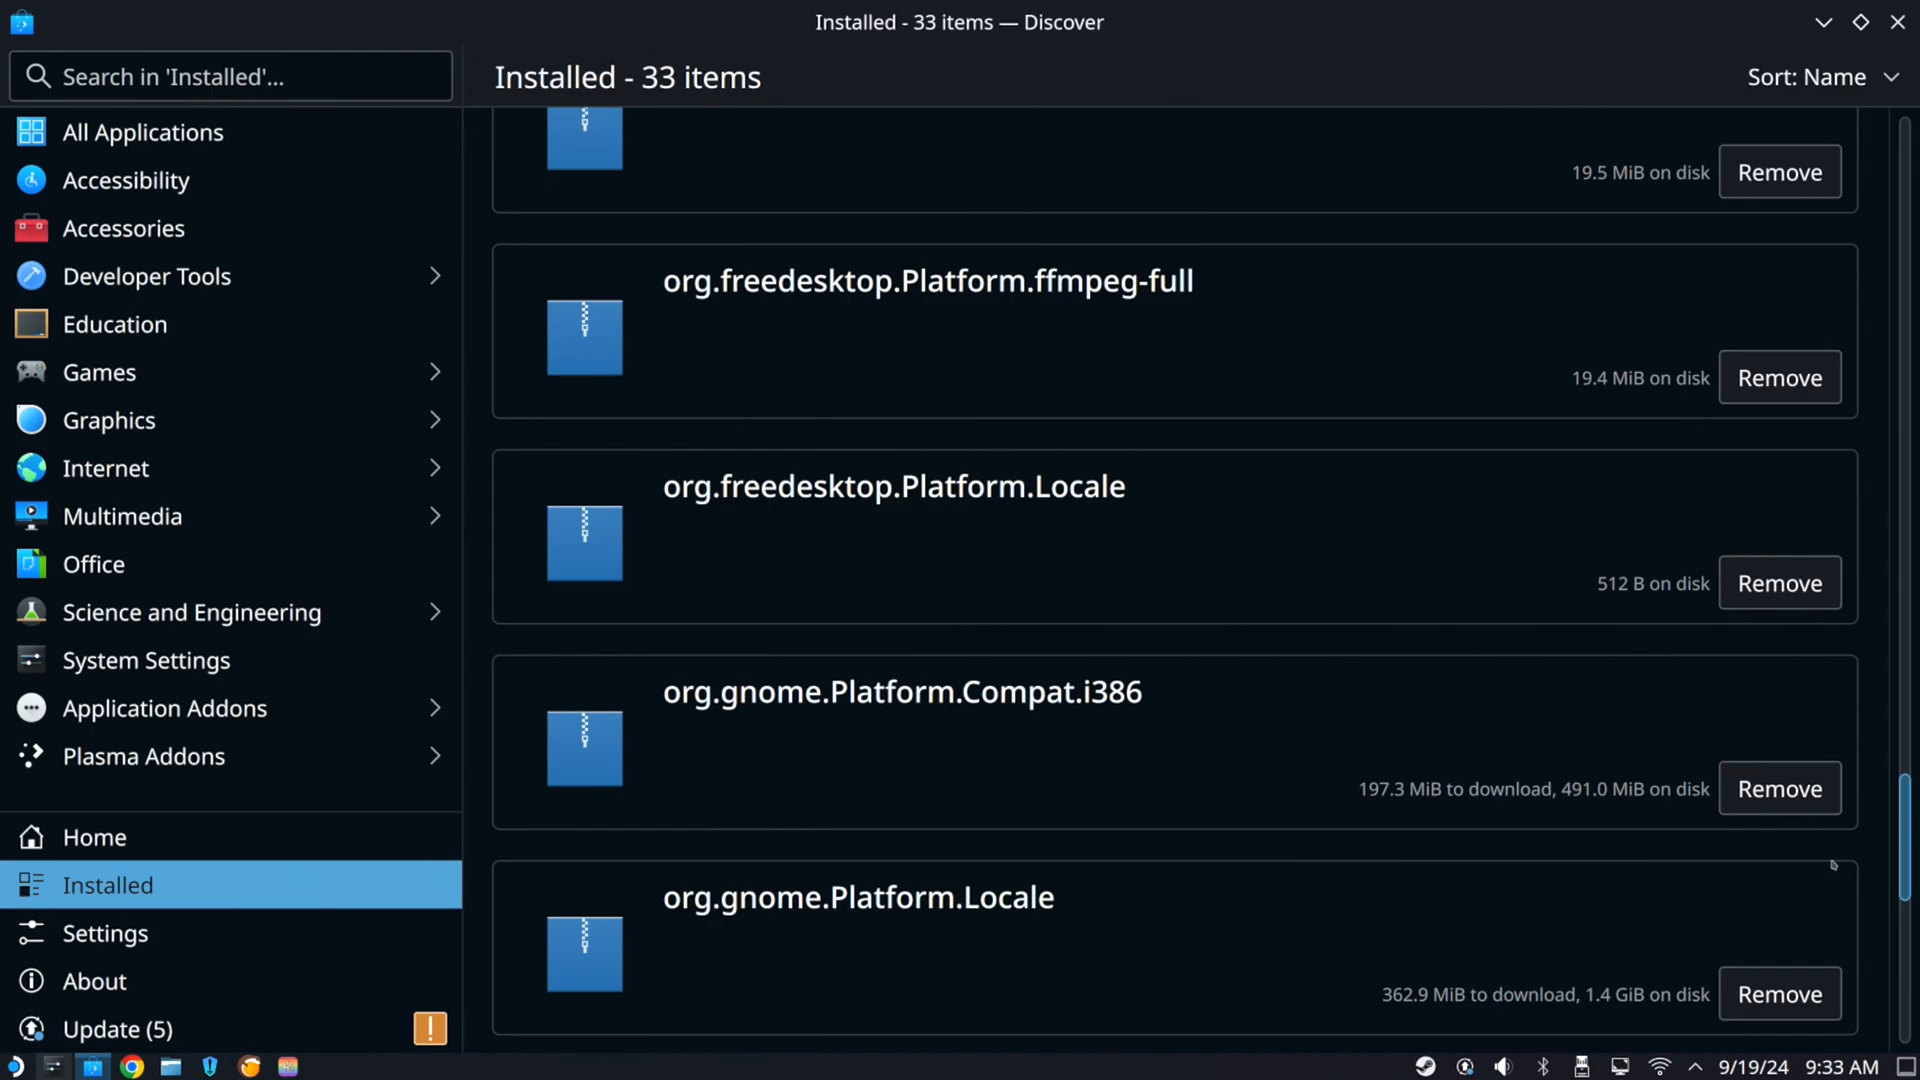 Installed - 33 items — Discover
Search in 'Installed'...
Installed - 33 items
Sort: Name
All Applications
Accessibility
Accessories
Developer Tools
Education
Games
Graphics
Internet
Multimedia
Office
Science and Engineering
System Settings
Application Addons
Plasma Addons
Home
Installed
Settings
About
Update (5)
19.5 MiB on disk
Remove
org.freedesktop.Platform.ffmpeg-full
19.4 MiB on disk
Remove
org.freedesktop.Platform.Locale
512 B on disk
Remove
org.gnome.Platform.Compat.i386
197.3 MiB to download, 491.0 MiB on disk
Remove
org.gnome.Platform.Locale
362.9 MiB to download, 1.4 GiB on disk
Remove
9/19/24
9:33 AM